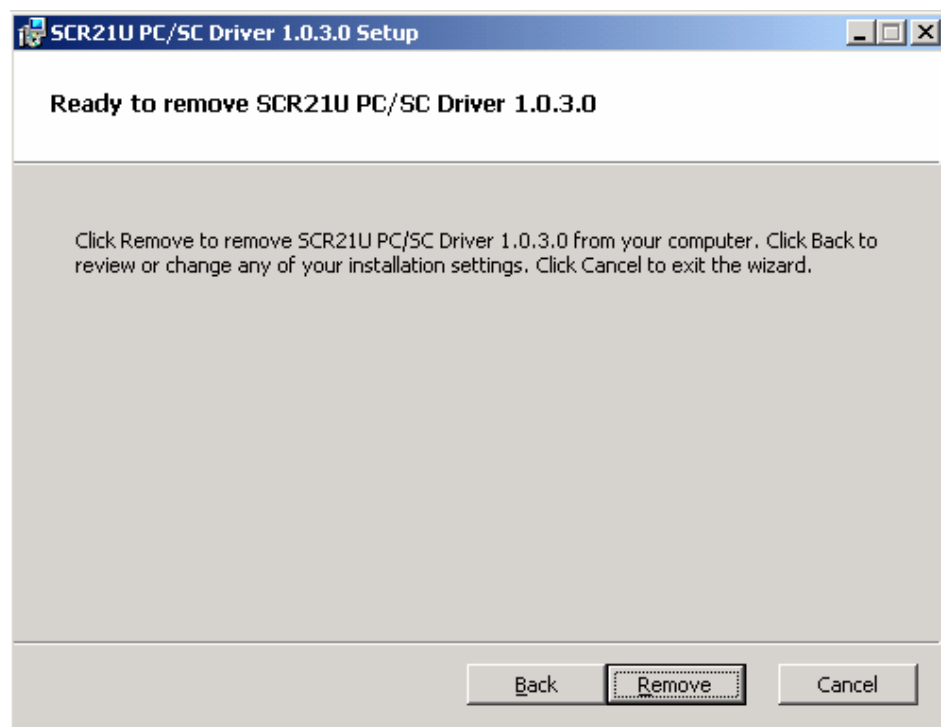 SCR21U PC/SC Driver 1.0.3.0 Setup
Ready to remove SCR21U PC/SC Driver 1.0.3.0
Click Remove to remove SCR21U PC/SC Driver 1.0.3.0 from your computer. Click Back to
review or change any of your installation settings. Click Cancel to exit the wizard.
Back Remove Cancel